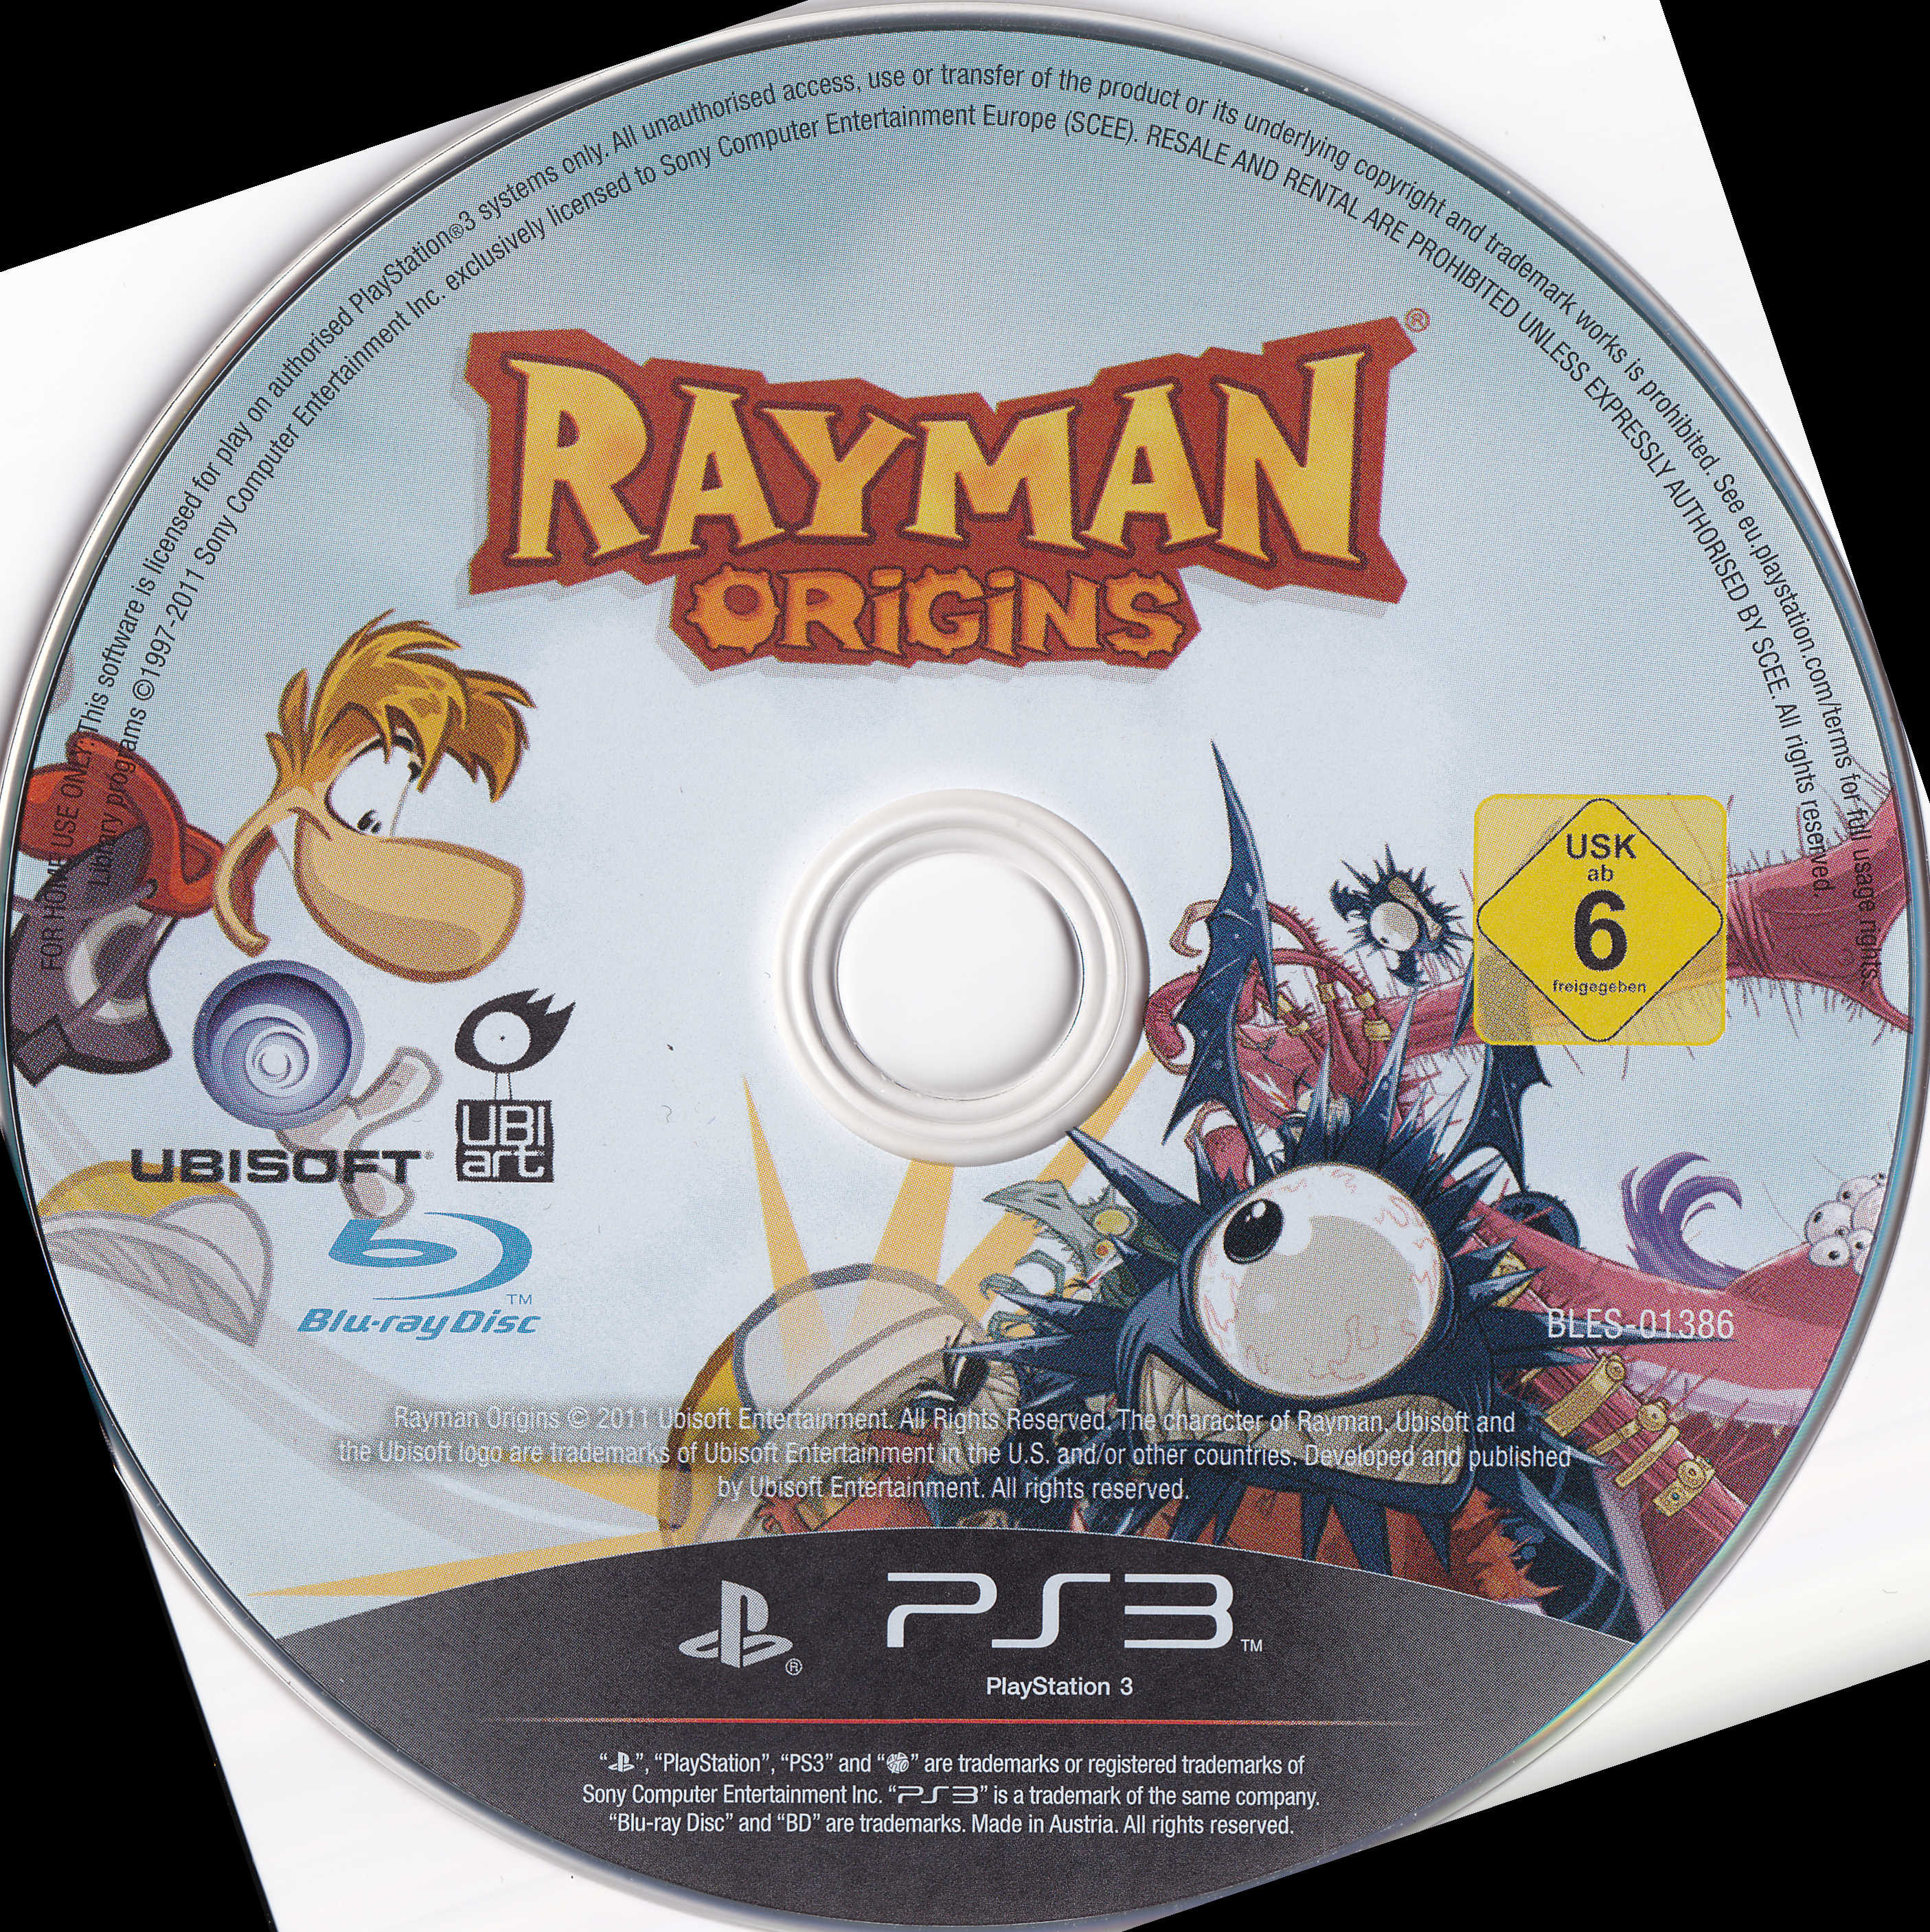 FOR HOME USE ONLY. This software is licensed for play on authorised PlayStation®3 systems only. All unauthorised access, use or transfer of the product or its underlying copyright and trademark works is prohibited. See eu.playstation.com/terms for full usage rights.
Library programs ©1997-2011 Sony Computer Entertainment Inc. exclusively licensed to Sony Computer Entertainment Europe (SCEE). RESALE AND RENTAL ARE PROHIBITED UNLESS EXPRESSLY AUTHORISED BY SCEE. All rights reserved.
RAYMAN®
ORiGiNS
USK
ab
6
freigegeben
UBI
art
UBISOFT®
Blu-ray Disc™
BLES-01386
Rayman Origins © 2011 Ubisoft Entertainment. All Rights Reserved. The character of Rayman, Ubisoft and
the Ubisoft logo are trademarks of Ubisoft Entertainment in the U.S. and/or other countries. Developed and published
by Ubisoft Entertainment. All rights reserved.
® PS3™
PlayStation 3
“ ”, “PlayStation”, “PS3” and “ ” are trademarks or registered trademarks of
Sony Computer Entertainment Inc. “PS3” is a trademark of the same company.
“Blu-ray Disc” and “BD” are trademarks. Made in Austria. All rights reserved.